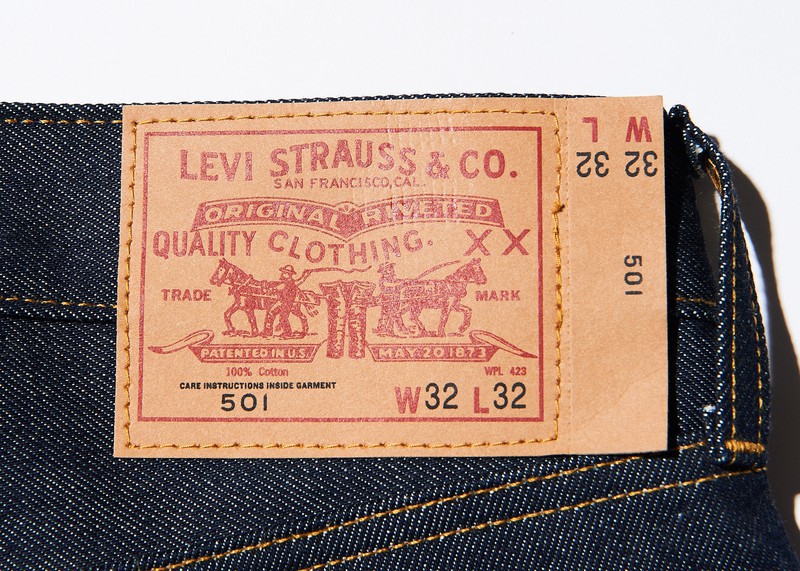 LEVI STRAUSS & CO.
SAN FRANCISCO, CAL.
ORIGINAL RIVETED
QUALITY CLOTHING. XX
TRADE MARK
PATENTED IN U.S. MAY 20 1873
100% Cotton WPL 423
CARE INSTRUCTIONS INSIDE GARMENT
501 W32 L32
W L
32 32
501